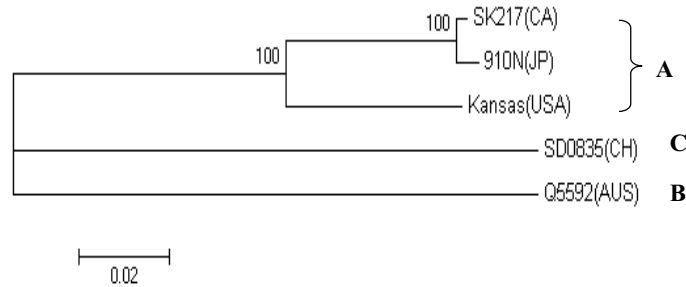 100
SK217(CA)
100
910N(JP)
A
Kansas(USA)
SD0835(CH)
C
Q5592(AUS)
B
0.02